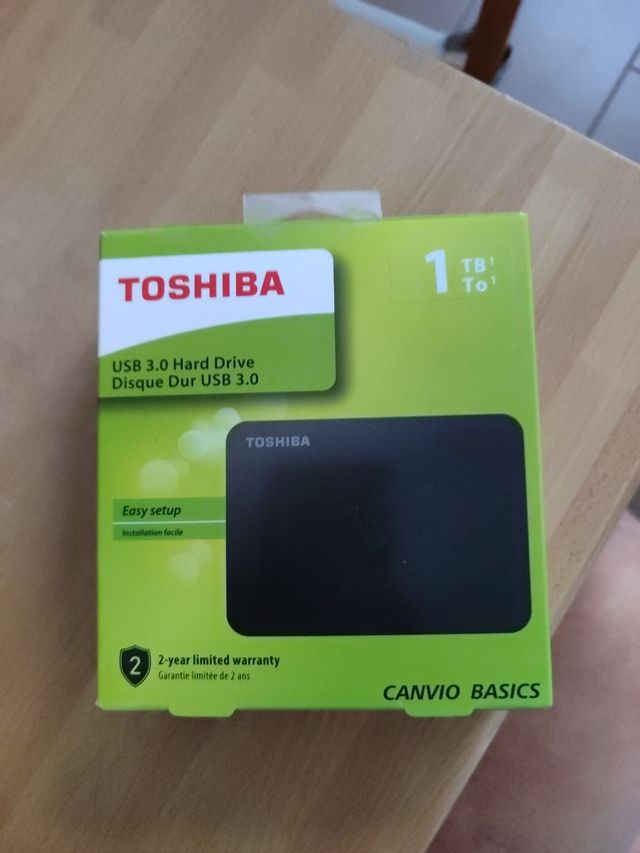 TOSHIBA
1 TB¹
To¹
USB 3.0 Hard Drive
Disque Dur USB 3.0
TOSHIBA
Easy setup
Installation facile
2
2-year limited warranty
Garantie limitée de 2 ans
CANVIO BASICS